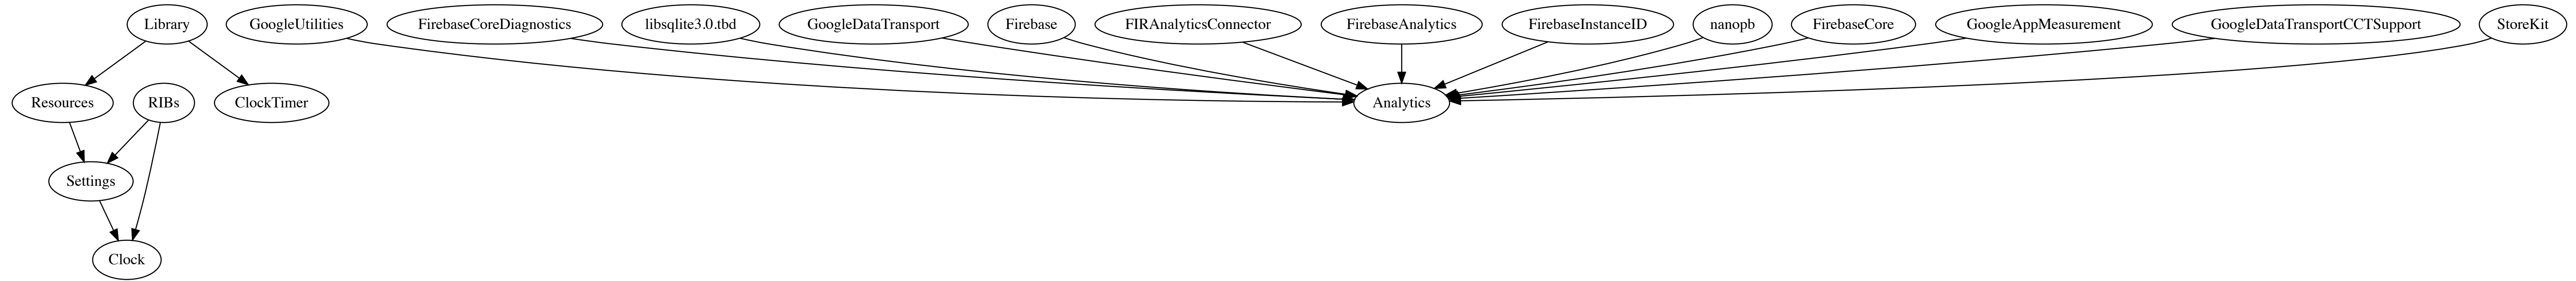 Library
GoogleUtilities
FirebaseCoreDiagnostics
libsqlite3.0.tbd
GoogleDataTransport
Firebase
FIRAnalyticsConnector
FirebaseAnalytics
FirebaseInstanceID
nanopb
FirebaseCore
GoogleAppMeasurement
GoogleDataTransportCCTSupport
StoreKit
Resources
RIBs
ClockTimer
Analytics
Settings
Clock